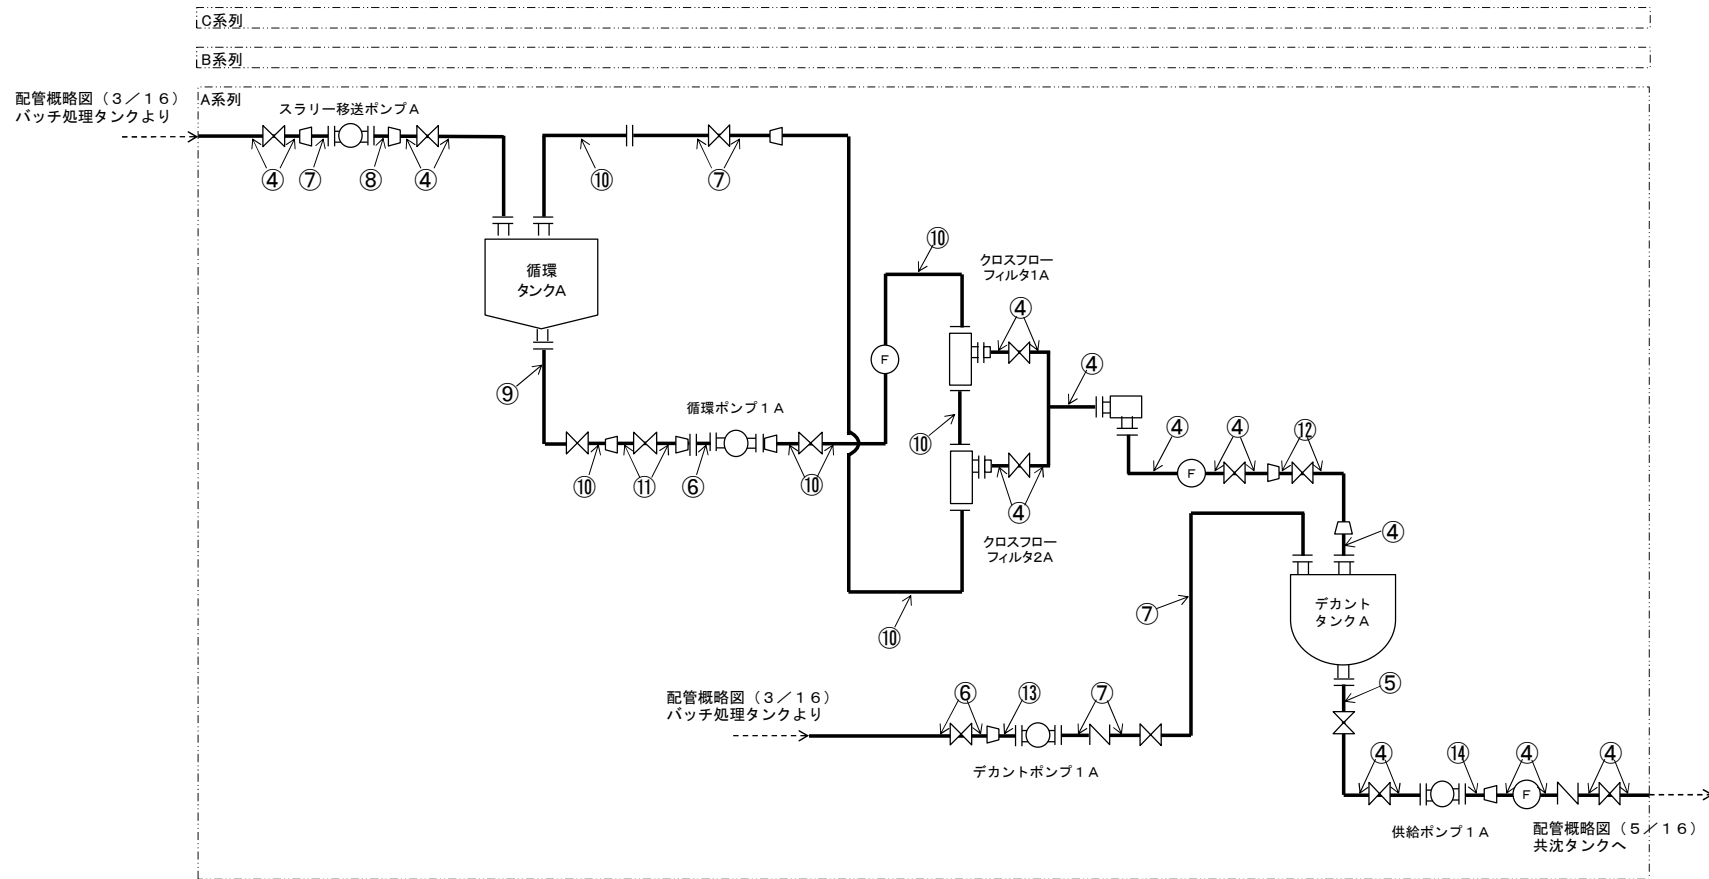 C系列
B系列
A系列
配管概略図（３／１６）
バッチ処理タンクより
スラリー移送ポンプＡ
④
⑦
⑧
④
⑩
⑦
循環
タンクA
⑩
クロスフロー
フィルタ1A
④
F
④
⑨
循環ポンプ１Ａ
⑩
④
④
⑫
F
⑩
⑪
⑥
⑩
④
④
クロスフロー
フィルタ2A
デカント
タンクＡ
⑦
⑩
配管概略図（３／１６）
バッチ処理タンクより
⑥
⑬
⑦
⑤
デカントポンプ１Ａ
④
⑭
④
④
F
供給ポンプ１Ａ
配管概略図（５／１６）
共沈タンクへ